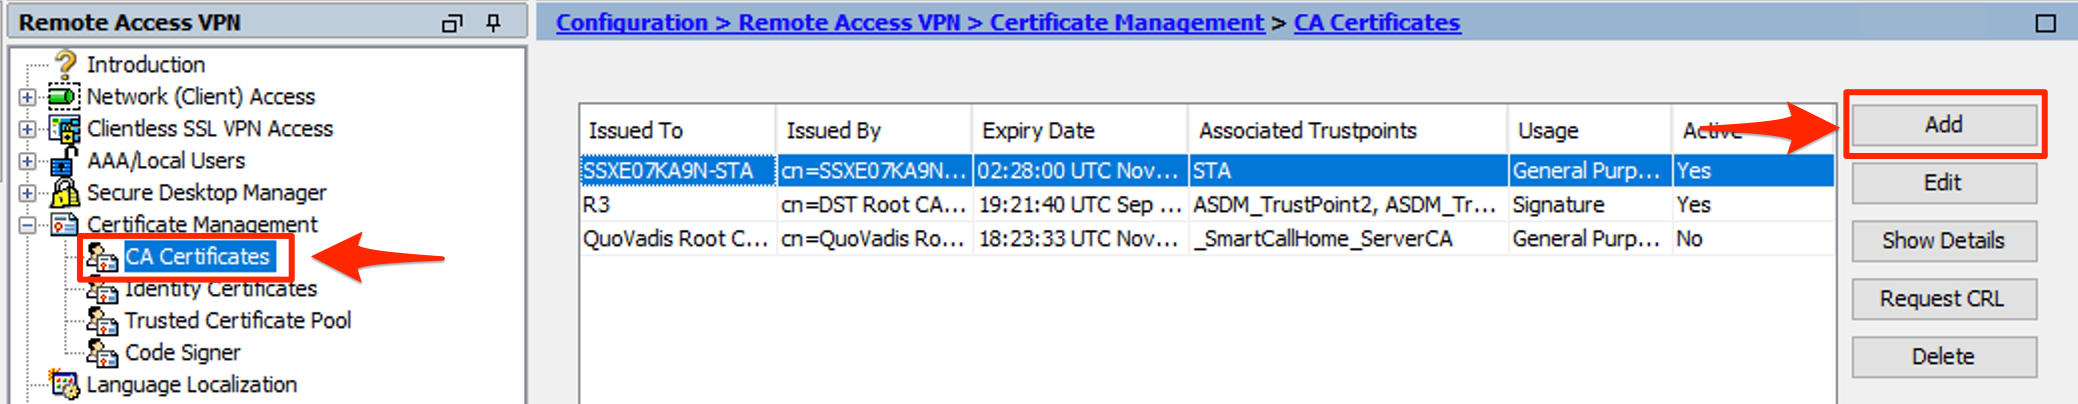 Remote Access VPN
Introduction
Network (Client) Access
Clientless SSL VPN Access
AAA/Local Users
Secure Desktop Manager
Certificate Management
CA Certificates
Identity Certificates
Trusted Certificate Pool
Code Signer
Language Localization
Configuration > Remote Access VPN > Certificate Management > CA Certificates
Issued To Issued By Expiry Date Associated Trustpoints Usage Active
SSXE07KA9N-STA cn=SSXE07KA9N... 02:28:00 UTC Nov... STA General Purp... Yes
R3 cn=DST Root CA... 19:21:40 UTC Sep ... ASDM_TrustPoint2, ASDM_Tr... Signature Yes
QuoVadis Root C... cn=QuoVadis Ro... 18:23:33 UTC Nov... _SmartCallHome_ServerCA General Purp... No
Add
Edit
Show Details
Request CRL
Delete